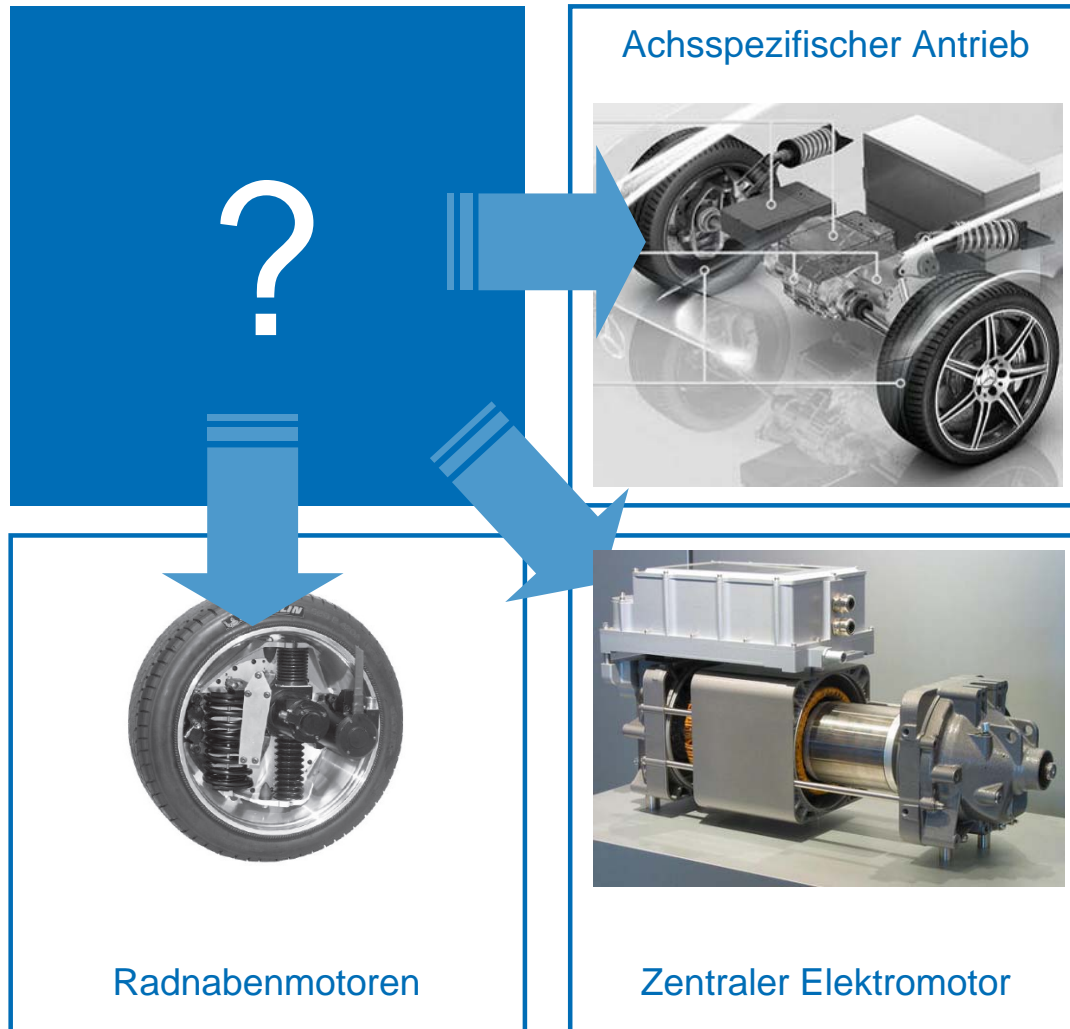 Achsspezifischer Antrieb
?
Radnabenmotoren
Zentraler Elektromotor